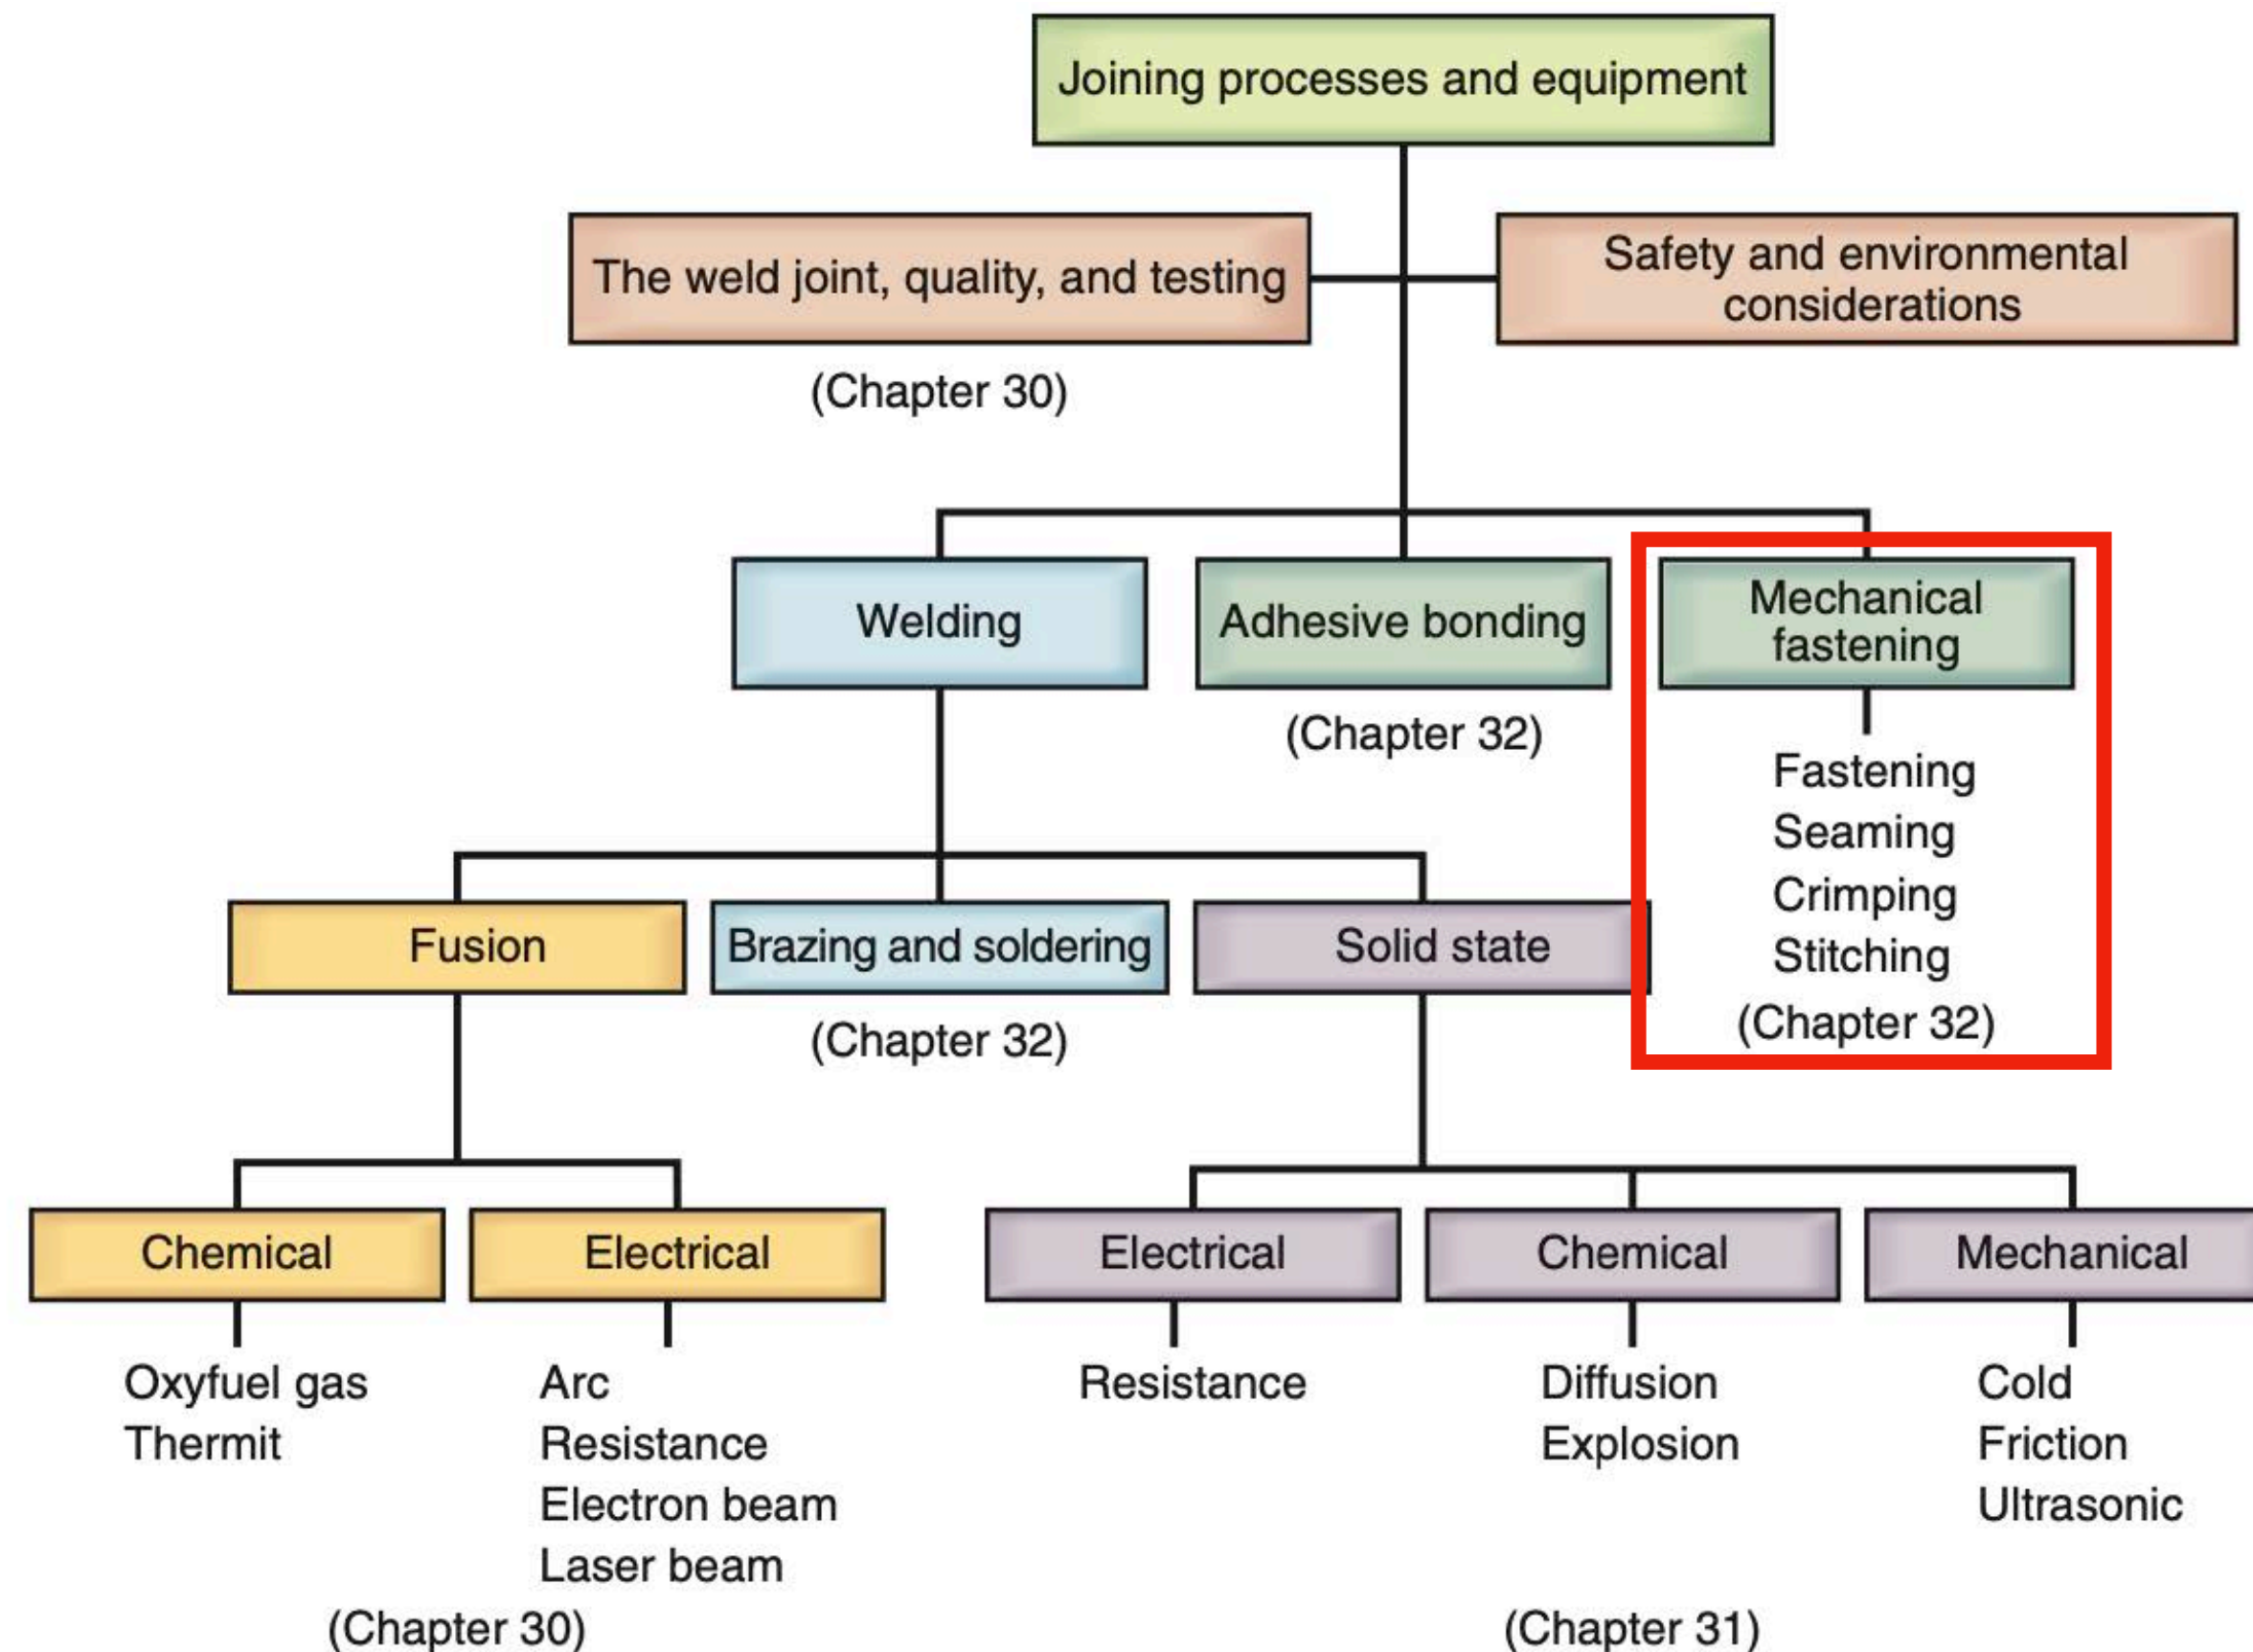 Joining processes and equipment
The weld joint, quality, and testing
(Chapter 30)
Safety and environmental
considerations
Welding
Adhesive bonding
(Chapter 32)
Mechanical
fastening
Fastening
Seaming
Crimping
Stitching
(Chapter 32)
Fusion
Brazing and soldering
(Chapter 32)
Solid state
Chemical
Oxyfuel gas
Thermit
Electrical
Arc
Resistance
Electron beam
Laser beam
(Chapter 30)
Electrical
Resistance
Chemical
Diffusion
Explosion
Mechanical
Cold
Friction
Ultrasonic
(Chapter 31)